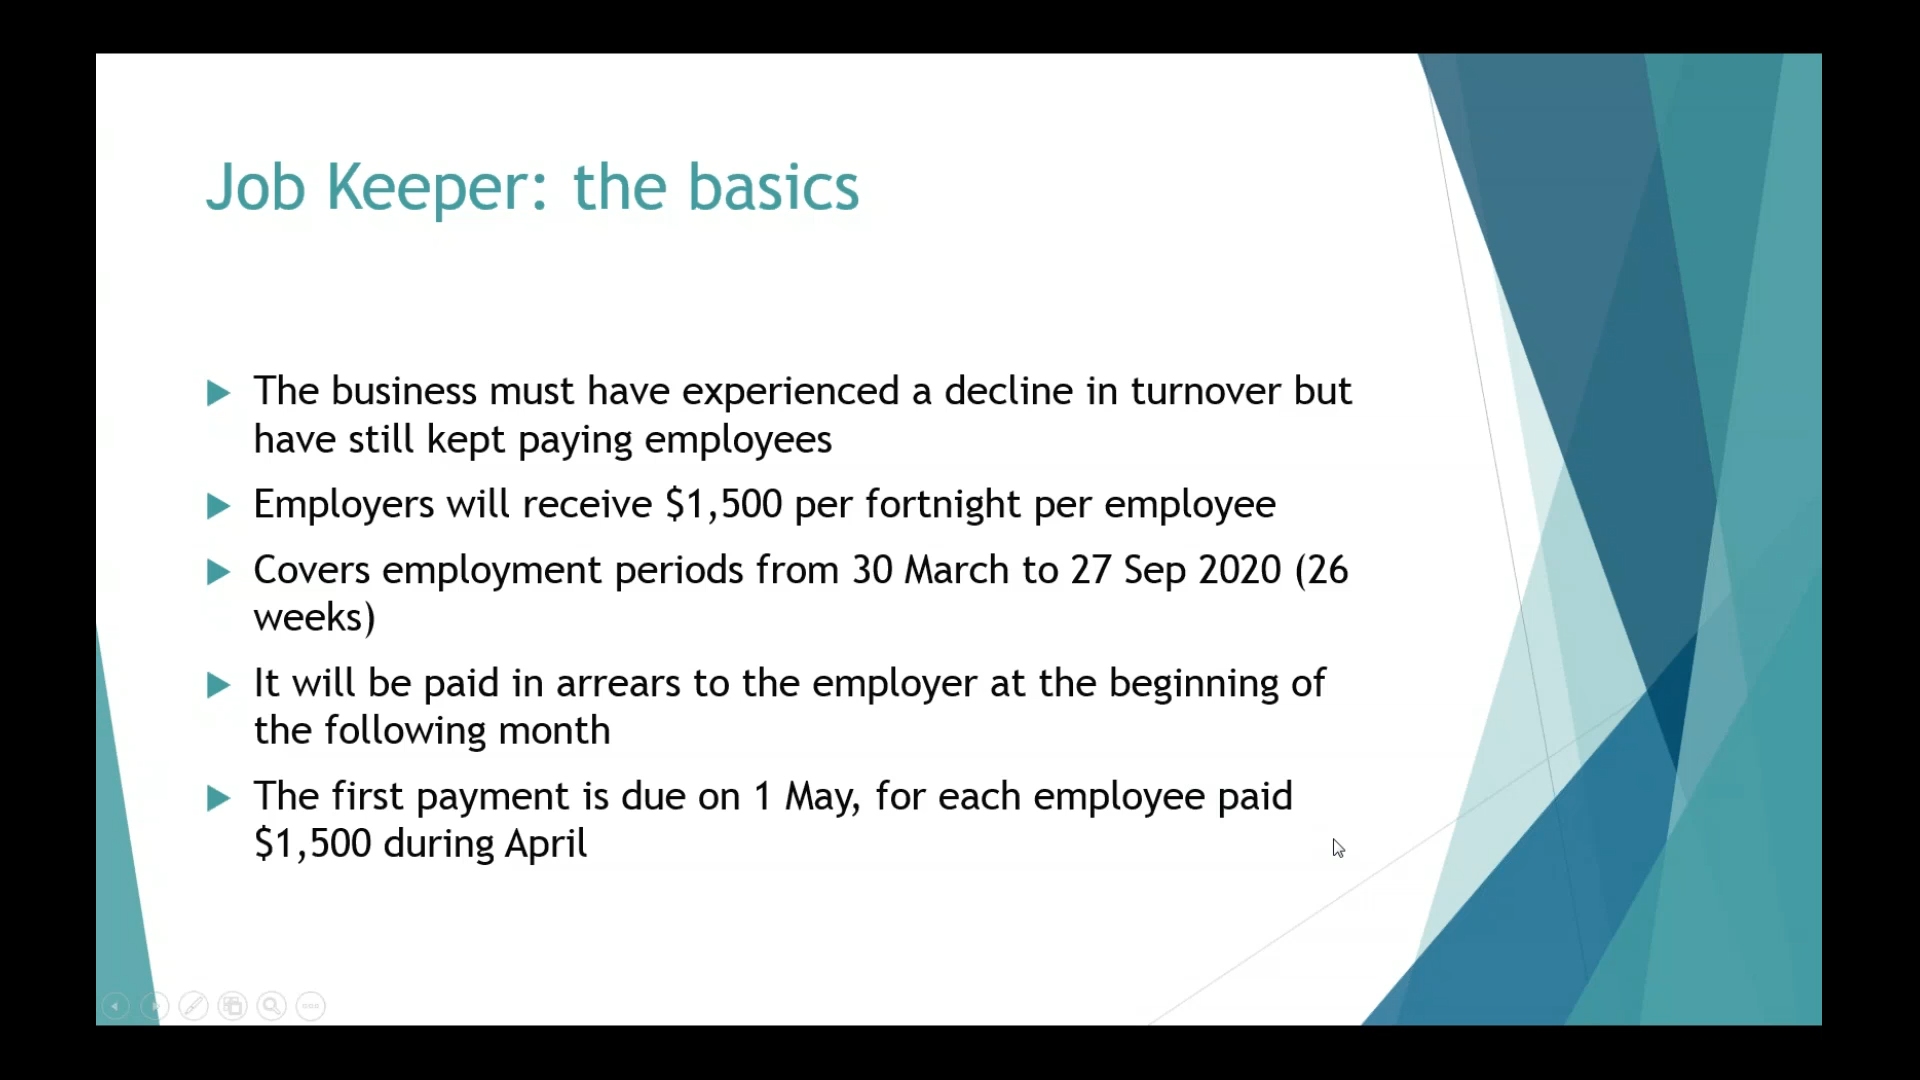 Job Keeper: the basics
The business must have experienced a decline in turnover but
have still kept paying employees
Employers will receive $1,500 per fortnight per employee
Covers employment periods from 30 March to 27 Sep 2020 (26
weeks)
It will be paid in arrears to the employer at the beginning of
the following month
The first payment is due on 1 May, for each employee paid
$1,500 during April